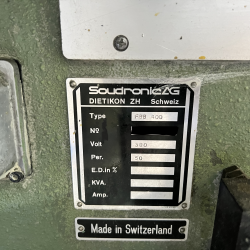 Soudronic AG
DIETIKON ZH Schweiz
Type
No
Volt 380
Per. 50
E.D. in %
KVA.
Amp.
Made in Switzerland